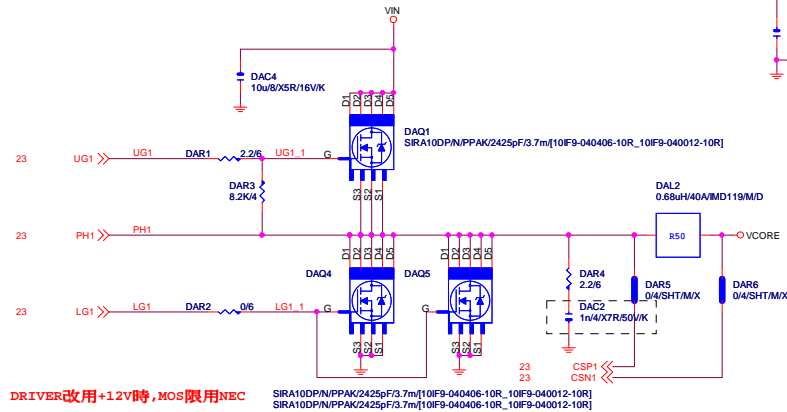 VIN
DAC4
10u/8/X5R/16V/K
D1 D2 D3 D4 D5
DAQ1
SIRA10DP/N/PPAK/2425pF/3.7m/[10IF9-040406-10R_10IF9-040012-10R]
23 UG1 UG1 DAR1 2.2/6 UG1_1 G
DAR3
8.2K/4
S3 S2 S1
DAL2
0.68uH/40A/IMD119/M/D
23 PH1 PH1
R50
VCORE
D1 D2 D3 D4 D5
D1 D2 D3 D4 D5
DAQ4
DAQ5
DAR4
2.2/6
DAR5
0/4/SHT/M/X
DAR6
0/4/SHT/M/X
23 LG1 LG1 DAR2 0/6 LG1_1 G
G
DAC2
1n/4/X7R/50V/K
S3 S2 S1
S3 S2 S1
23 CSP1
23 CSN1
DRIVER改用+12V時,MOS限用NEC
SIRA10DP/N/PPAK/2425pF/3.7m/[10IF9-040406-10R_10IF9-040012-10R]
SIRA10DP/N/PPAK/2425pF/3.7m/[10IF9-040406-10R_10IF9-040012-10R]